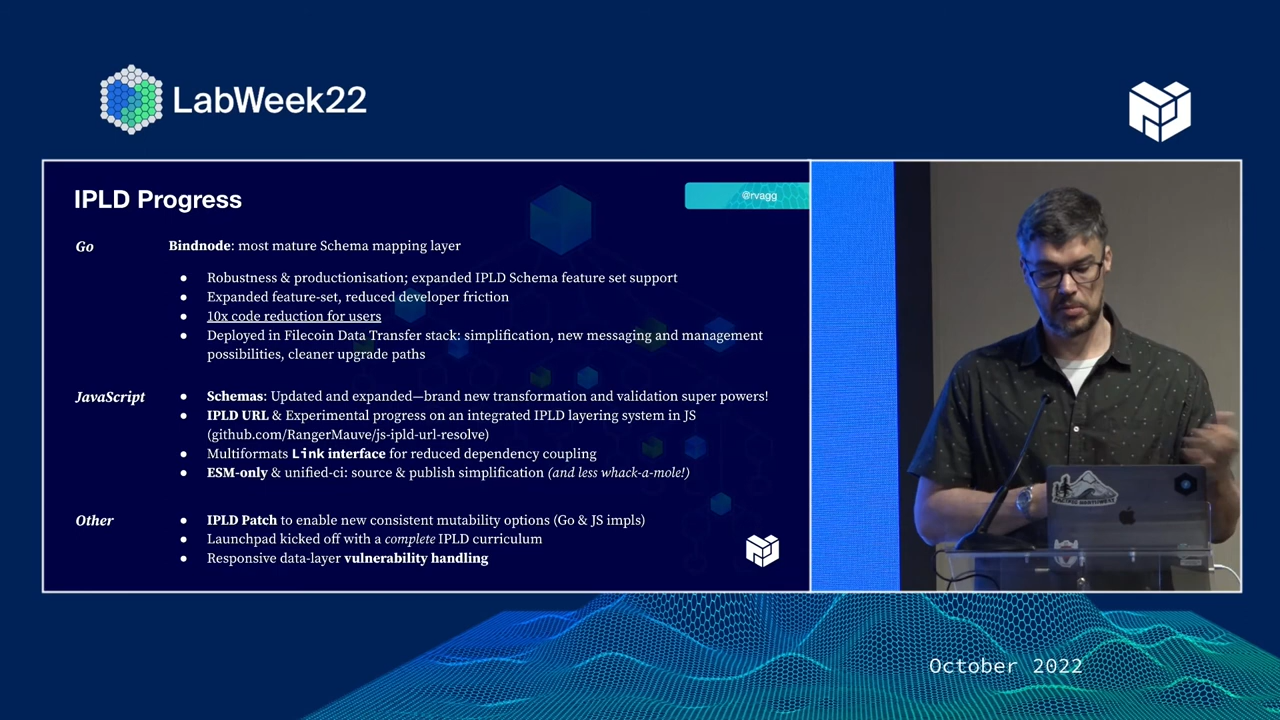 LabWeek22
IPLD Progress
@rvagg
Go
Bindnode: most mature Schema mapping layer
● Robustness & productionisation; expanded IPLD Schema feature set support
● Expanded feature-set, reduced developer friction
● 10x code reduction for users
● Deployed in Filecoin Data Transfer stack: simplification, new messaging and management
possibilities, cleaner upgrade paths
JavaScript
● Schemas: Updated and expanded—brand new transformation and validation super powers!
● IPLD URL & Experimental progress on an integrated IPLD layering system in JS
(github.com/RangerMauve/js-ipld-url-resolve)
● Multiformats Link interface for reduced dependency coupling
● ESM-only & unified-ci: source & publish simplification (and less whack-a-mole!)
Other
● IPLD Patch to enable new consistent mutability options (Go & JS impls)
● Launchpad kicked off with a complete IPLD curriculum
● Responsive data-layer vulnerability handling
October 2022